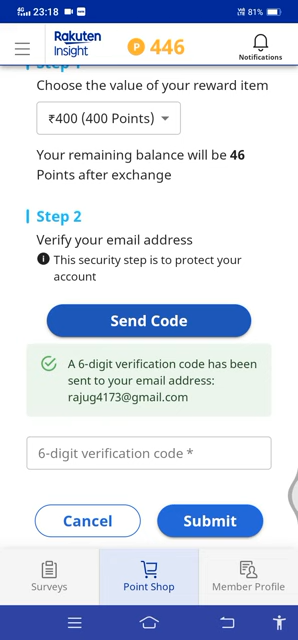 4G 23:18
81%
Rakuten
Insight
P 446
Notifications
Step 1
Choose the value of your reward item
₹400 (400 Points)
Your remaining balance will be 46
Points after exchange
Step 2
Verify your email address
This security step is to protect your
account
Send Code
A 6-digit verification code has been
sent to your email address:
rajug4173@gmail.com
6-digit verification code *
Cancel
Submit
Surveys
Point Shop
Member Profile